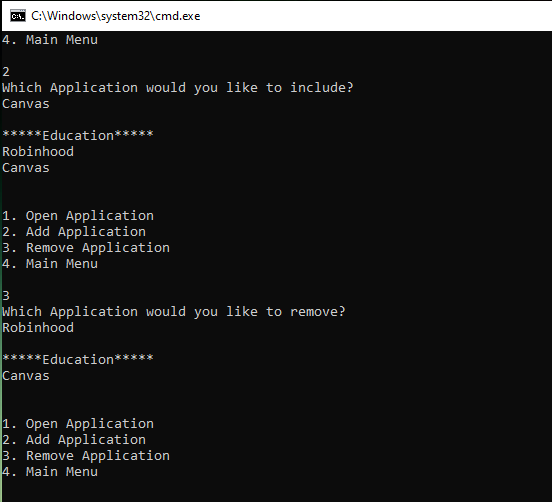 C:\Windows\system32\cmd.exe
4. Main Menu
2
Which Application would you like to include?
Canvas
*****Education*****
Robinhood
Canvas
1. Open Application
2. Add Application
3. Remove Application
4. Main Menu
3
Which Application would you like to remove?
Robinhood
*****Education*****
Canvas
1. Open Application
2. Add Application
3. Remove Application
4. Main Menu